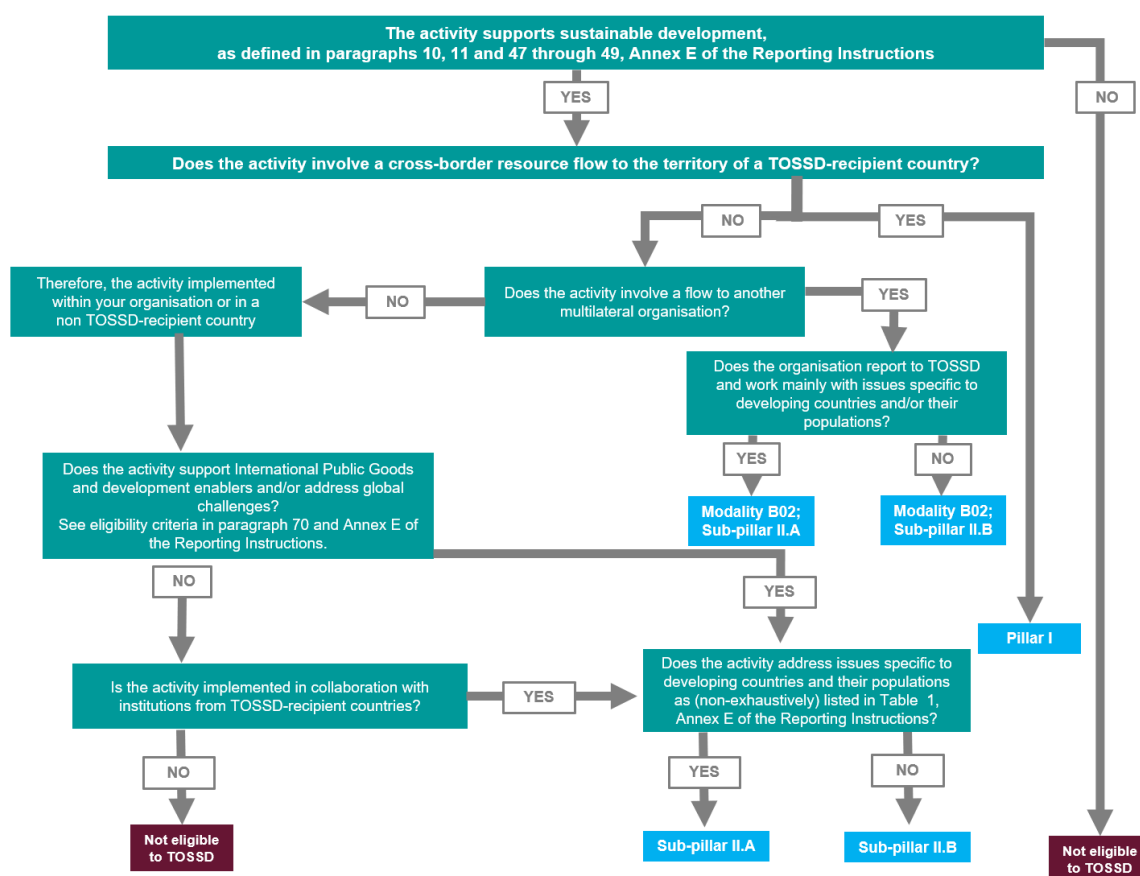 The activity supports sustainable development,
as defined in paragraphs 10, 11 and 47 through 49, Annex E of the Reporting Instructions
YES
NO
Does the activity involve a cross-border resource flow to the territory of a TOSSD-recipient country?
NO
YES
Therefore, the activity implemented
within your organisation or in a
non TOSSD-recipient country
NO
Does the activity involve a flow to another
multilateral organisation?
YES
Does the organisation report to TOSSD
and work mainly with issues specific to
developing countries and/or their
populations?
YES
NO
Modality B02;
Sub-pillar II.A
Modality B02;
Sub-pillar II.B
Does the activity support International Public Goods
and development enablers and/or address global
challenges?
See eligibility criteria in paragraph 70 and Annex E of
the Reporting Instructions.
NO
YES
Pillar I
Is the activity implemented in collaboration with
institutions from TOSSD-recipient countries?
YES
Does the activity address issues specific to
developing countries and their populations
as (non-exhaustively) listed in Table 1,
Annex E of the Reporting Instructions?
NO
YES
NO
Not eligible
to TOSSD
Sub-pillar II.A
Sub-pillar II.B
Not eligible
to TOSSD